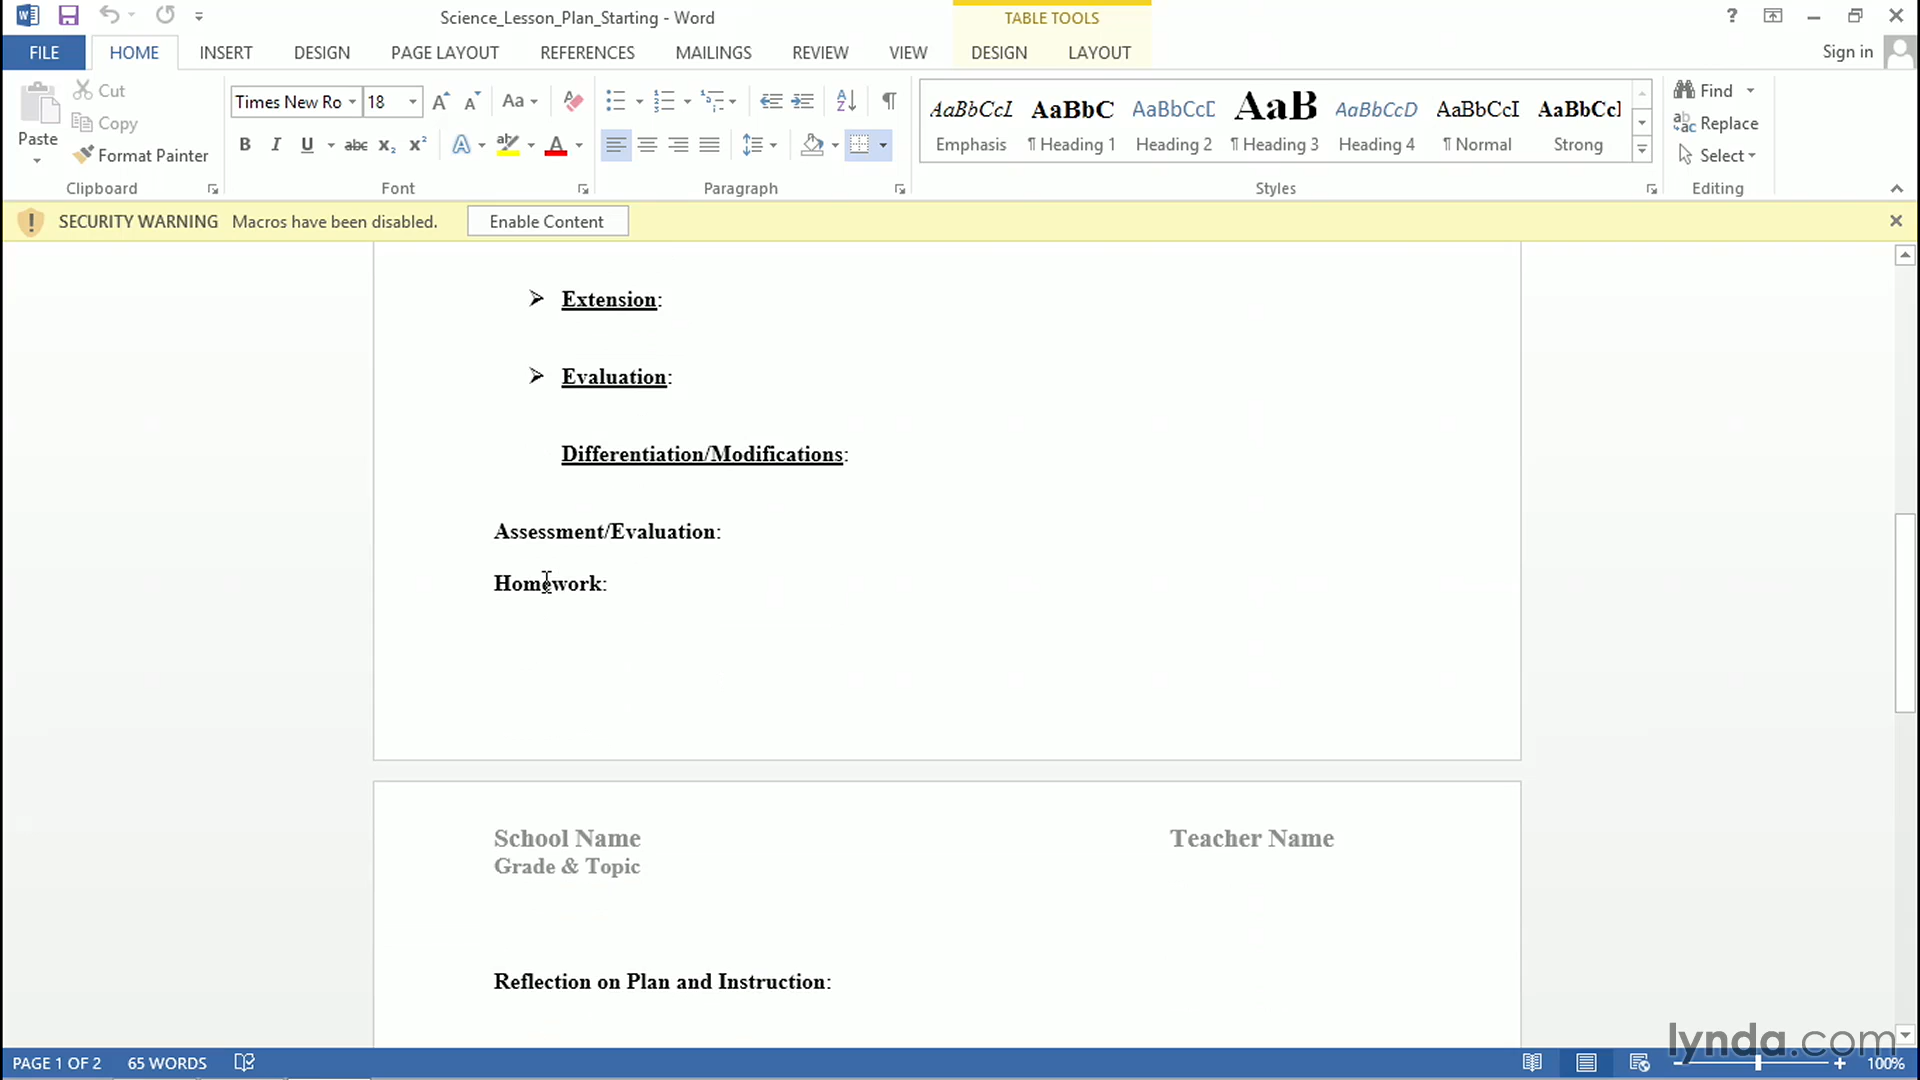 Science_Lesson_Plan_Starting - Word
TABLE TOOLS
?
FILE
HOME
INSERT
DESIGN
PAGE LAYOUT
REFERENCES
MAILINGS
REVIEW
VIEW
DESIGN
LAYOUT
Sign in
Paste
Cut
Copy
Format Painter
Clipboard
Times New Ro
18
Font
Paragraph
AaBbCcI
AaBbC
AaBbCcD
AaB
AaBbCcD
AaBbCcI
AaBbCcI
Emphasis
¶ Heading 1
Heading 2
¶ Heading 3
Heading 4
¶ Normal
Strong
Styles
Find
Replace
Select
Editing
SECURITY WARNING Macros have been disabled.
Enable Content
➢ Extension:
➢ Evaluation:
Differentiation/Modifications:
Assessment/Evaluation:
Homework:
School Name
Teacher Name
Grade & Topic
Reflection on Plan and Instruction:
lynda.com
PAGE 1 OF 2
65 WORDS
100%